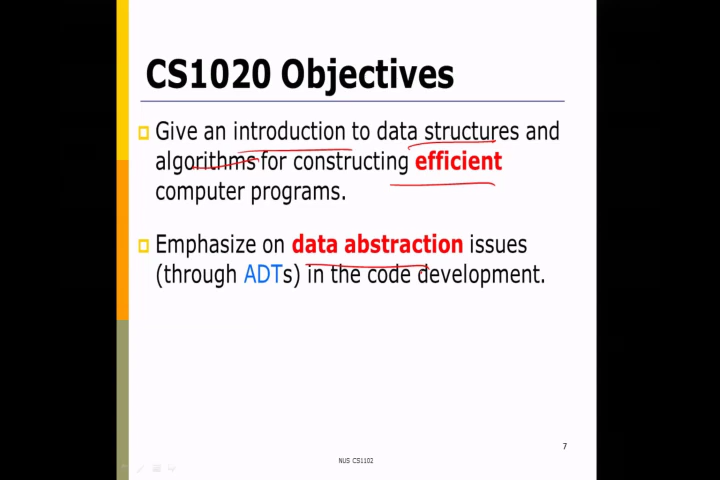 CS1020 Objectives
Give an introduction to data structures and
algorithms for constructing efficient
computer programs.
Emphasize on data abstraction issues
(through ADTs) in the code development.
7
NUS CS1102